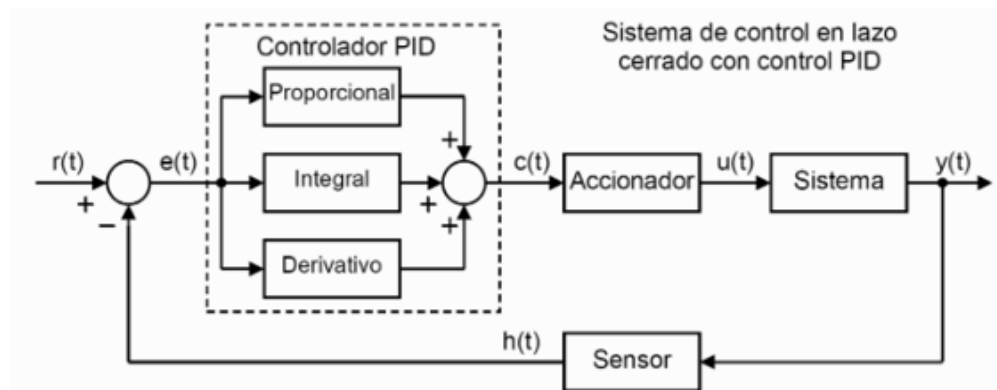 Sistema de control en lazo
cerrado con control PID
Controlador PID
Proporcional
+
r(t)
e(t)
Integral
c(t)
Accionador
u(t)
Sistema
y(t)
+
−
+
+
Derivativo
h(t)
Sensor